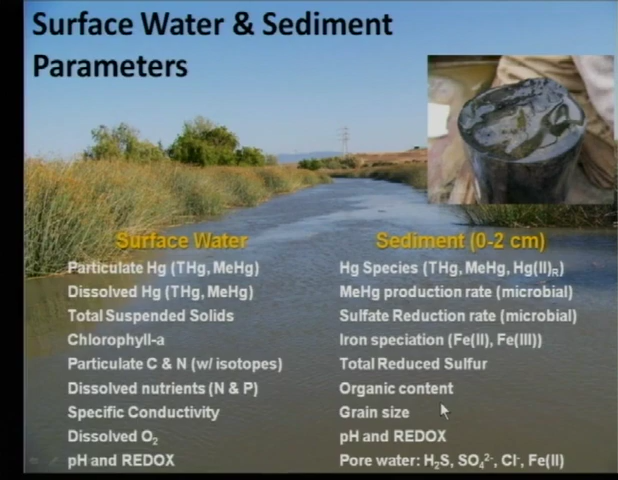 Surface Water & Sediment
Parameters
Surface Water
Particulate Hg (THg, MeHg)
Dissolved Hg (THg, MeHg)
Total Suspended Solids
Chlorophyll-a
Particulate C & N (w/ isotopes)
Dissolved nutrients (N & P)
Specific Conductivity
Dissolved O₂
pH and REDOX
Sediment (0-2 cm)
Hg Species (THg, MeHg, Hg(II)R)
MeHg production rate (microbial)
Sulfate Reduction rate (microbial)
Iron speciation (Fe(II), Fe(III))
Total Reduced Sulfur
Organic content
Grain size
pH and REDOX
Pore water: H₂S, SO₄²⁻, Cl⁻, Fe(II)